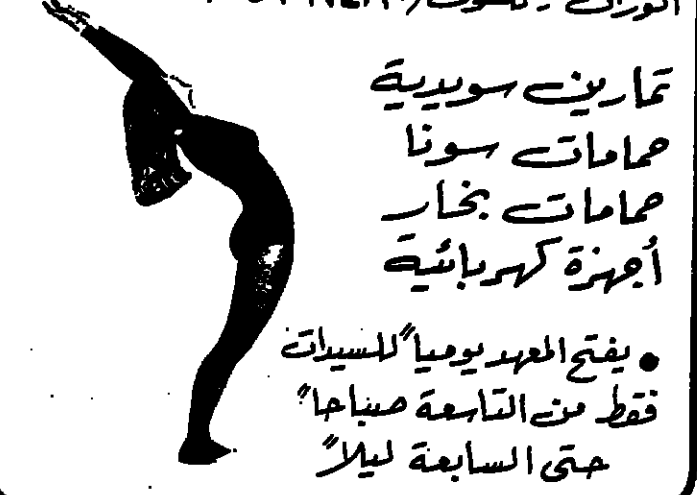 تمارين سويدية
حمامات سونا
حمامات بخار
أجهزة كهربائية
• يفتح المعهد يومياً للسيدات
فقط من التاسعة صباحاً
حتى السابعة ليلاً